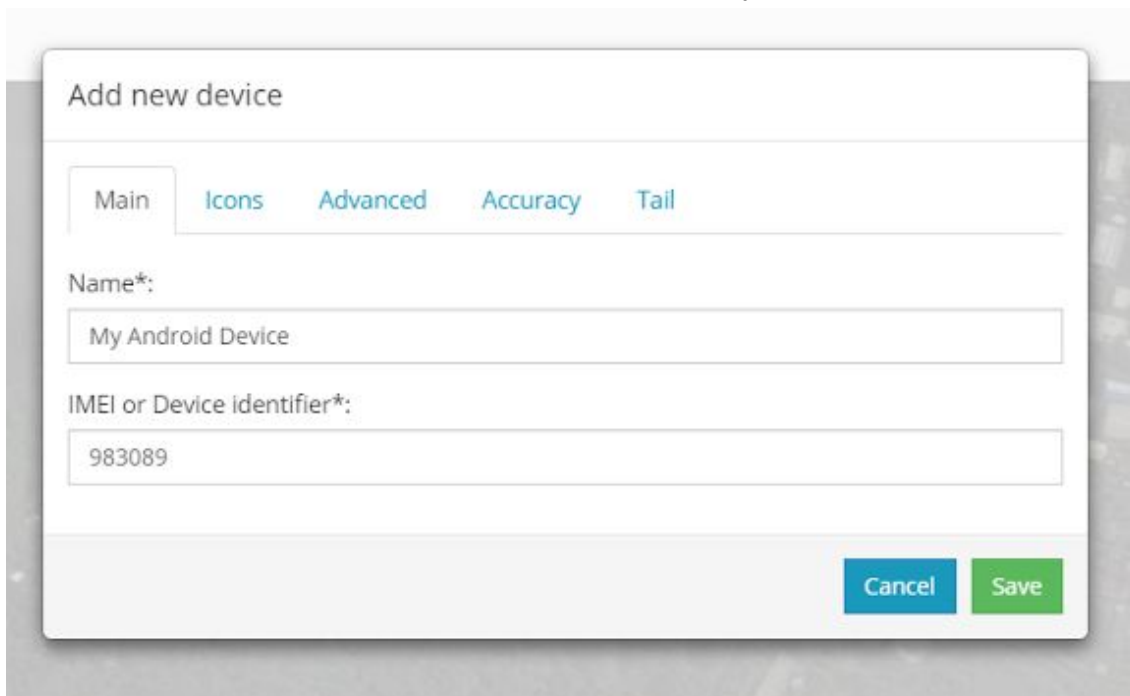 Add new device
Main Icons Advanced Accuracy Tail
Name*:
My Android Device
IMEI or Device identifier*:
983089
Cancel Save